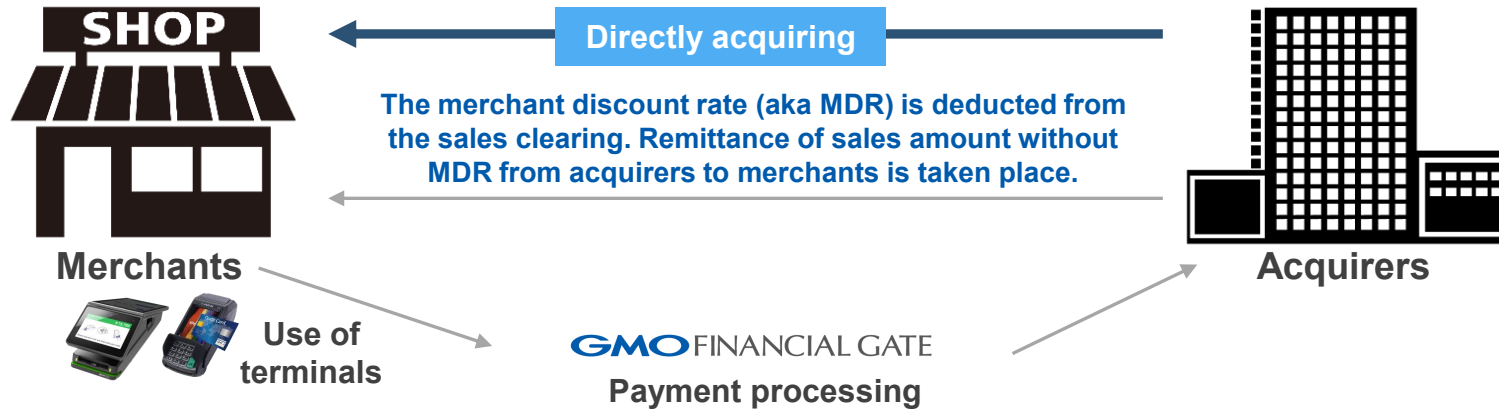 SHOP
Directly acquiring
The merchant discount rate (aka MDR) is deducted from
the sales clearing. Remittance of sales amount without
MDR from acquirers to merchants is taken place.
Merchants
Acquirers
Use of
terminals
GMO FINANCIAL GATE
Payment processing